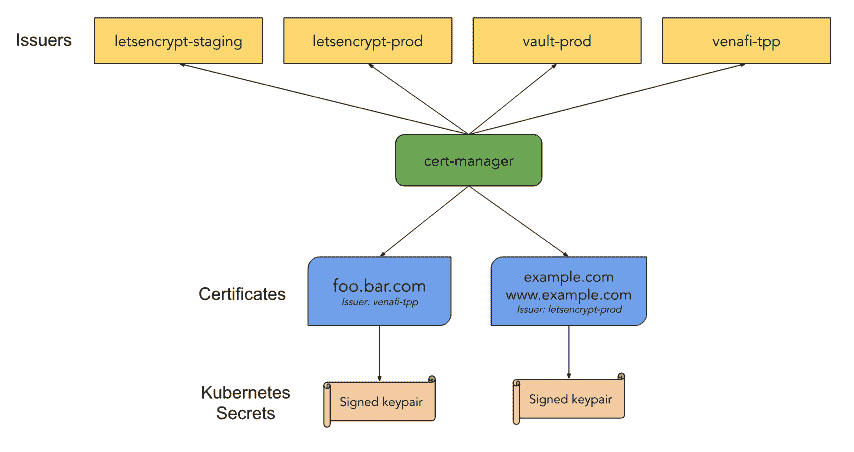 Issuers
letsencrypt-staging
letsencrypt-prod
vault-prod
venafi-tpp
cert-manager
Certificates
foo.bar.com
Issuer: venafi-tpp
example.com
www.example.com
Issuer: letsencrypt-prod
Kubernetes
Secrets
Signed keypair
Signed keypair